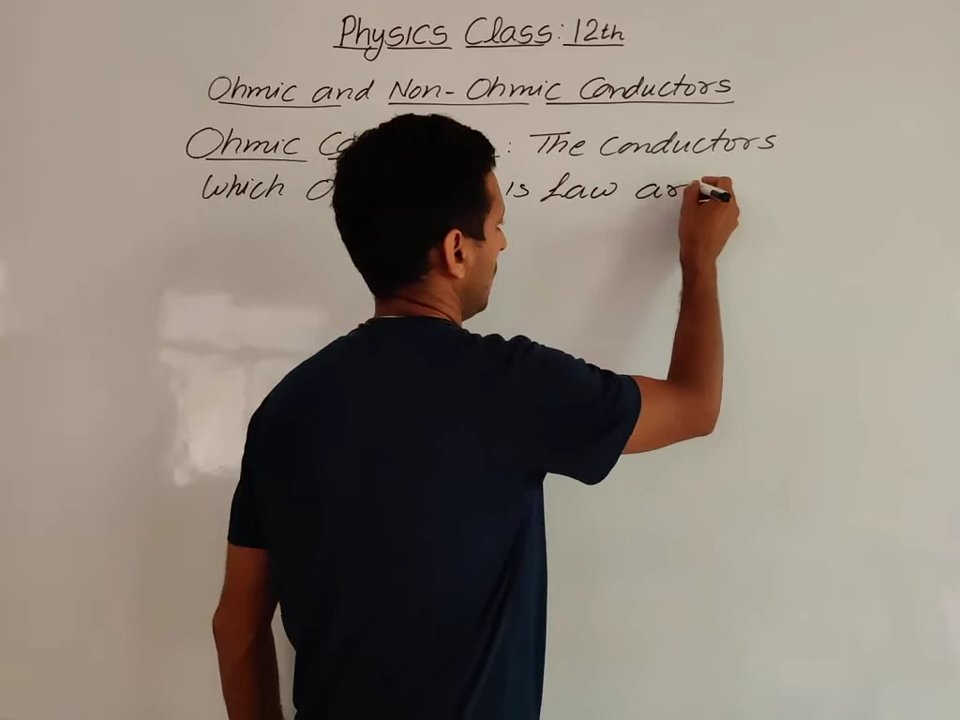 Physics Class: 12th
Ohmic and Non-Ohmic Conductors
Ohmic : The conductors
which is Law ar